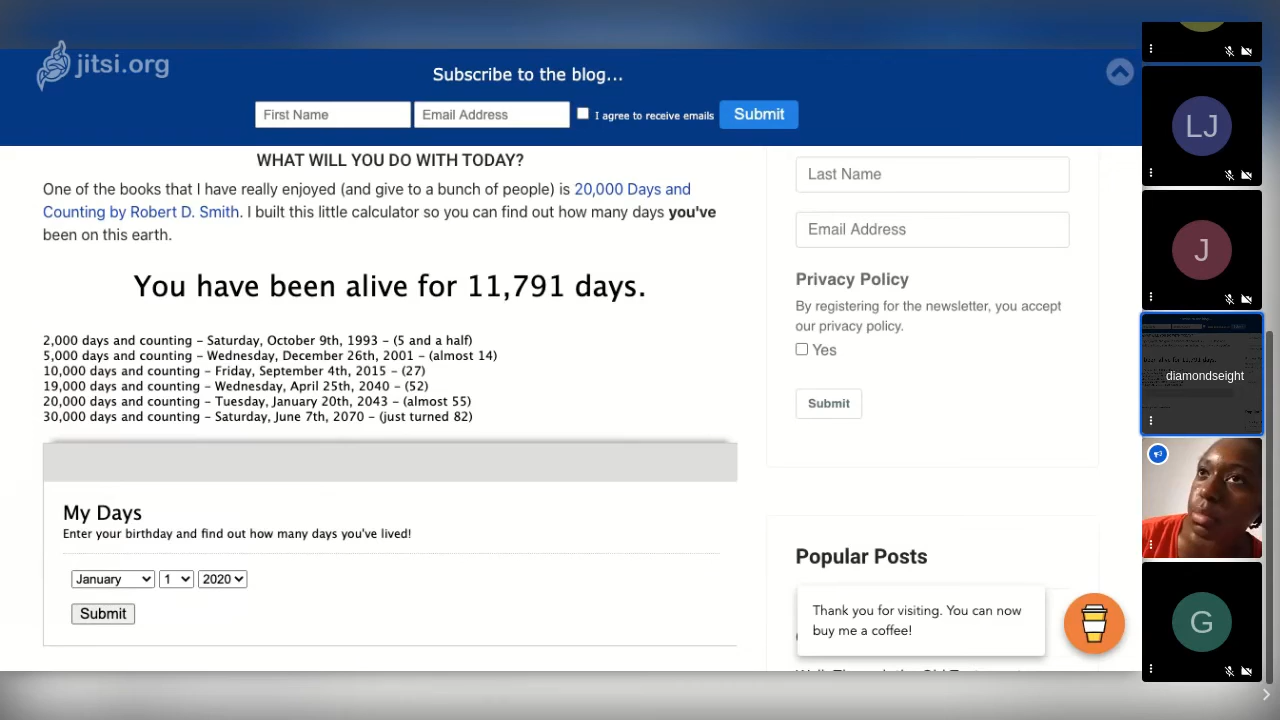 jitsi.org
Subscribe to the blog...
First Name
Email Address
I agree to receive emails
Submit
WHAT WILL YOU DO WITH TODAY?
One of the books that I have really enjoyed (and give to a bunch of people) is 20,000 Days and
Counting by Robert D. Smith. I built this little calculator so you can find out how many days you've
been on this earth.
You have been alive for 11,791 days.
2,000 days and counting – Saturday, October 9th, 1993 – (5 and a half)
5,000 days and counting – Wednesday, December 26th, 2001 – (almost 14)
10,000 days and counting – Friday, September 4th, 2015 – (27)
19,000 days and counting – Wednesday, April 25th, 2040 – (52)
20,000 days and counting – Tuesday, January 20th, 2043 – (almost 55)
30,000 days and counting – Saturday, June 7th, 2070 – (just turned 82)
My Days
Enter your birthday and find out how many days you've lived!
January
1
2020
Submit
Last Name
Email Address
Privacy Policy
By registering for the newsletter, you accept
our privacy policy.
Yes
Submit
Popular Posts
Thank you for visiting. You can now
buy me a coffee!
LJ
J
diamondseight
G